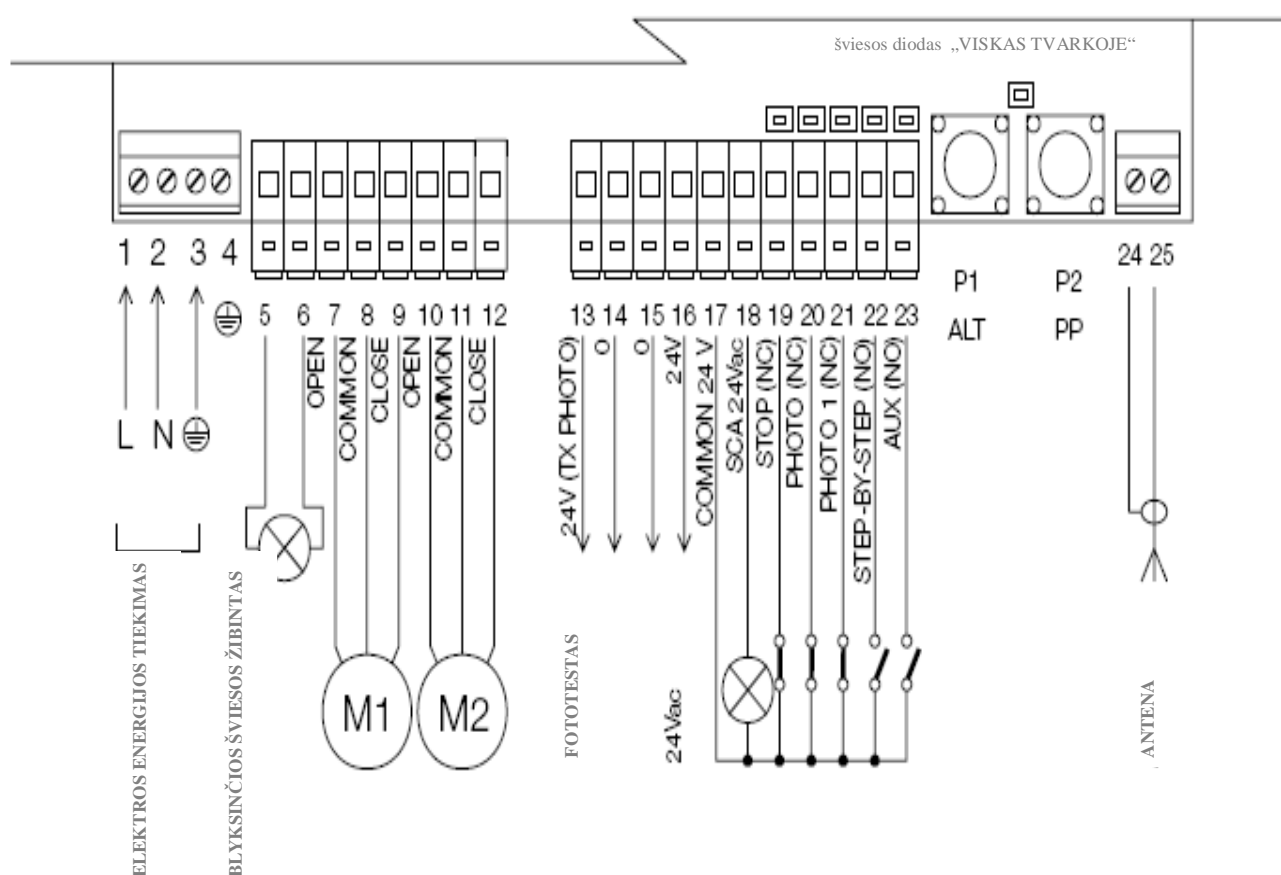 šviesos diodas „VISKAS TVARKOJE“
1 2 3 4
24 25
P1 P2
ALT PP
5 6 7 8 9 10 11 12
13 14 15 16 17 18 19 20 21 22 23
OPEN
COMMON
CLOSE
OPEN
COMMON
CLOSE
24V (TX PHOTO)
0
0
24V
COMMON 24 V
SCA 24Vac
STOP (NC)
PHOTO (NC)
PHOTO 1 (NC)
STEP-BY-STEP (NO)
AUX (NO)
L N
ELEKTROS ENERGIJOS TIEKIMAS
BLYKSINČIOS ŠVIESOS ŽIBINTAS
M1 M2
FOTOTESTAS
24Vac
ANTENA